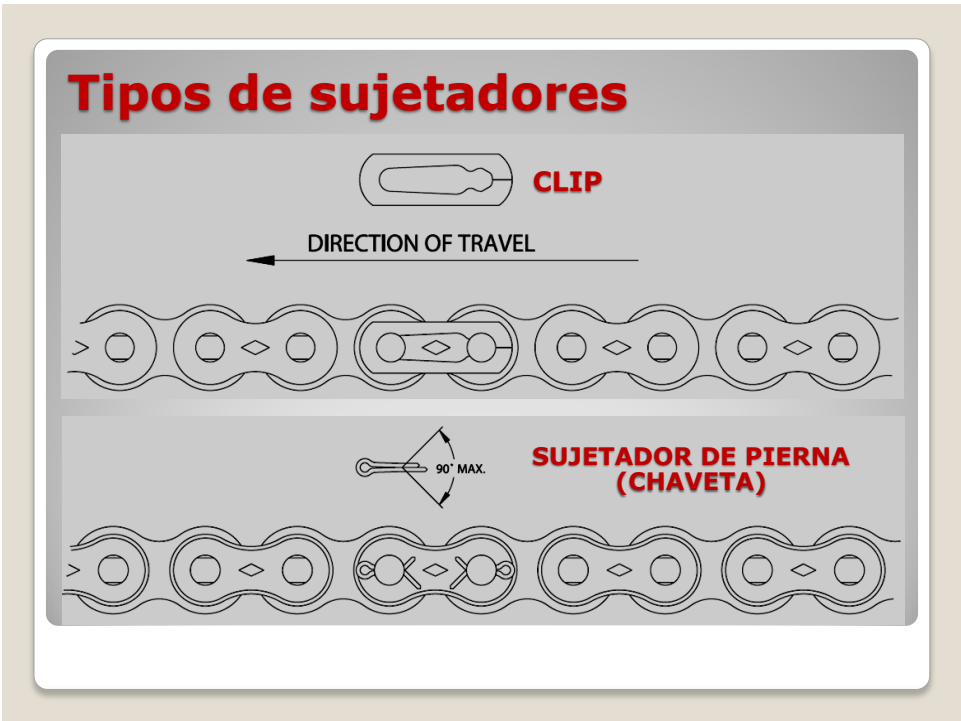 Tipos de sujetadores
CLIP
DIRECTION OF TRAVEL
90° MAX.
SUJETADOR DE PIERNA
(CHAVETA)